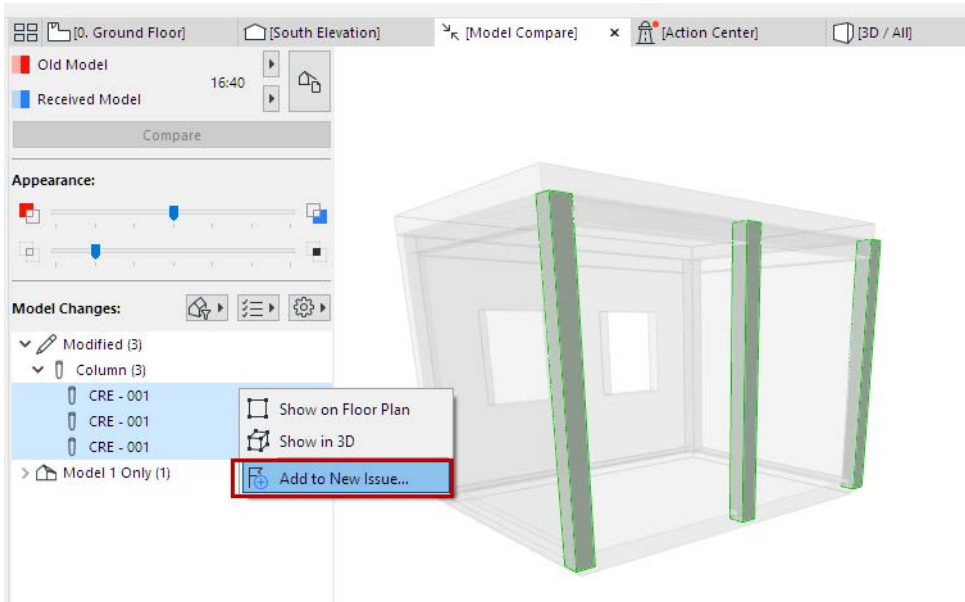 [0. Ground Floor]
[South Elevation]
[Model Compare]
[Action Center]
[3D / All]
Old Model
16:40
Received Model
Compare
Appearance:
Model Changes:
Modified (3)
Column (3)
CRE - 001
CRE - 001
CRE - 001
Model 1 Only (1)
Show on Floor Plan
Show in 3D
Add to New Issue...